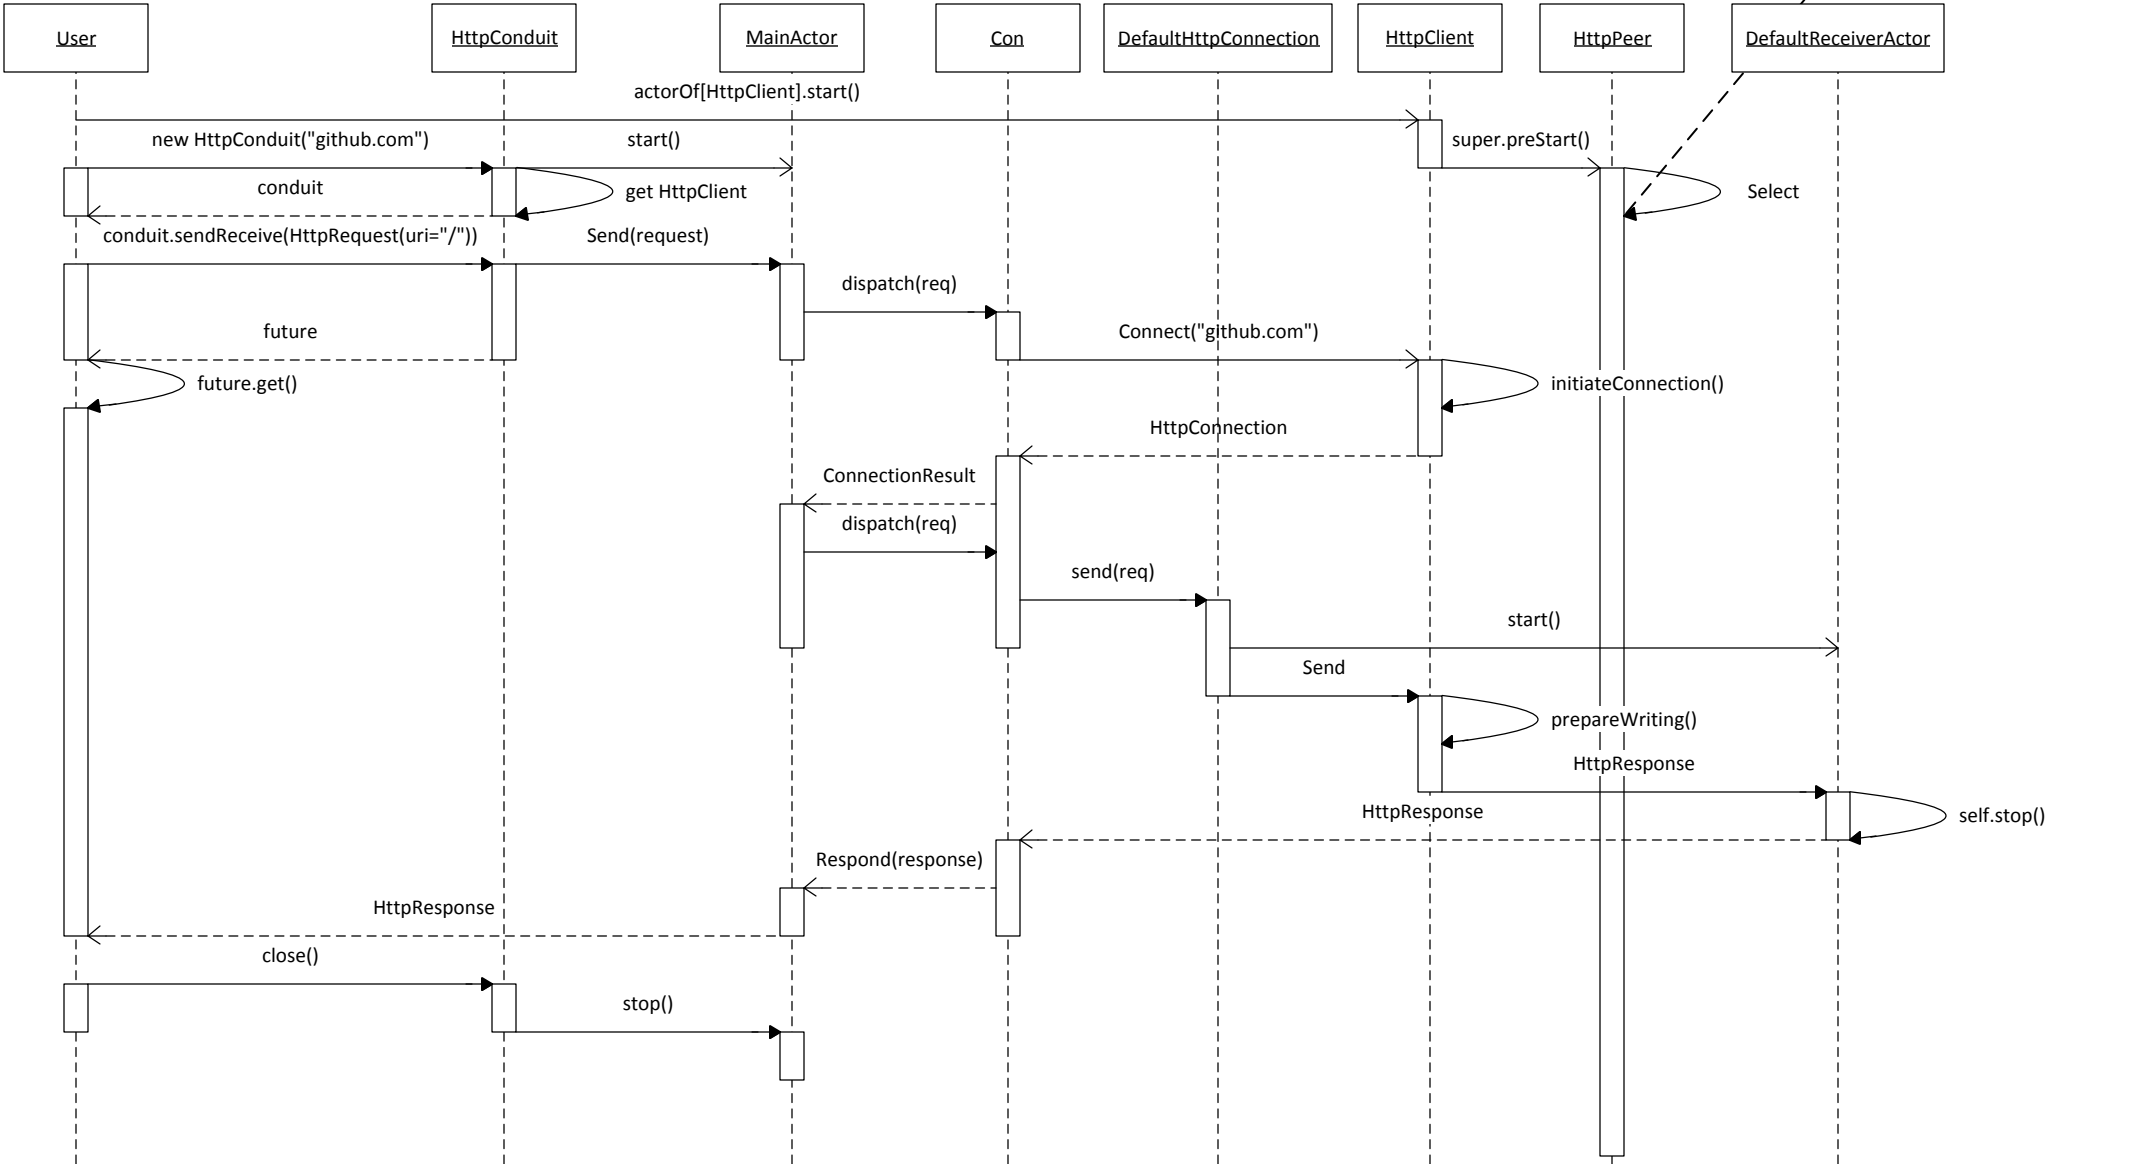 User
HttpConduit
MainActor
Con
DefaultHttpConnection
HttpClient
HttpPeer
DefaultReceiverActor
actorOf[HttpClient].start()
new HttpConduit("github.com")
start()
super.preStart()
conduit
get HttpClient
Select
conduit.sendReceive(HttpRequest(uri="/"))
Send(request)
dispatch(req)
future
Connect("github.com")
future.get()
initiateConnection()
HttpConnection
ConnectionResult
dispatch(req)
send(req)
start()
Send
prepareWriting()
HttpResponse
HttpResponse
self.stop()
Respond(response)
HttpResponse
close()
stop()